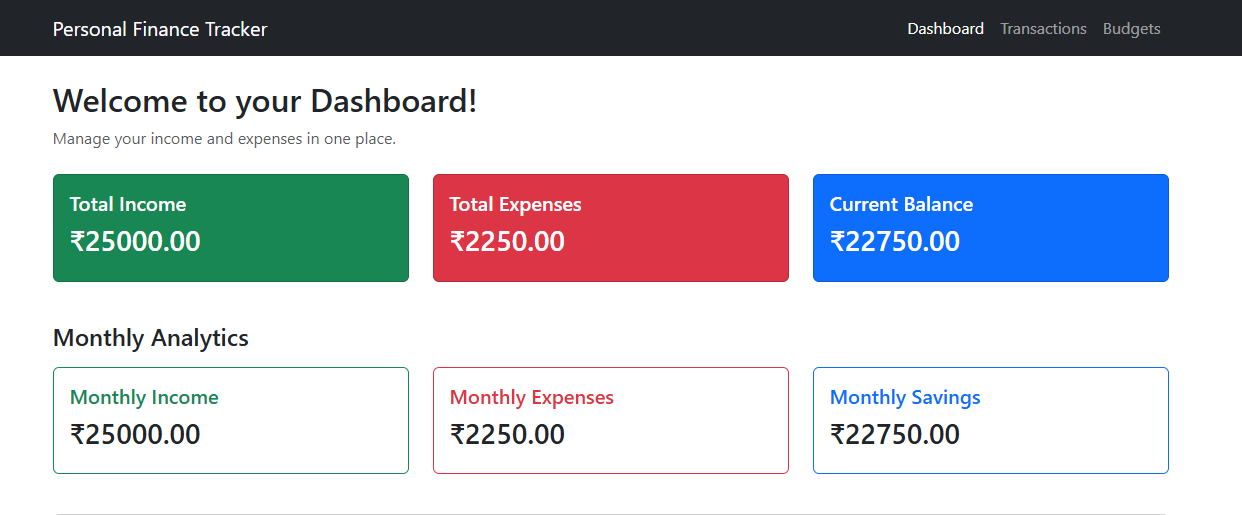 Personal Finance Tracker
Dashboard Transactions Budgets
Welcome to your Dashboard!
Manage your income and expenses in one place.
Total Income
₹25000.00
Total Expenses
₹2250.00
Current Balance
₹22750.00
Monthly Analytics
Monthly Income
₹25000.00
Monthly Expenses
₹2250.00
Monthly Savings
₹22750.00